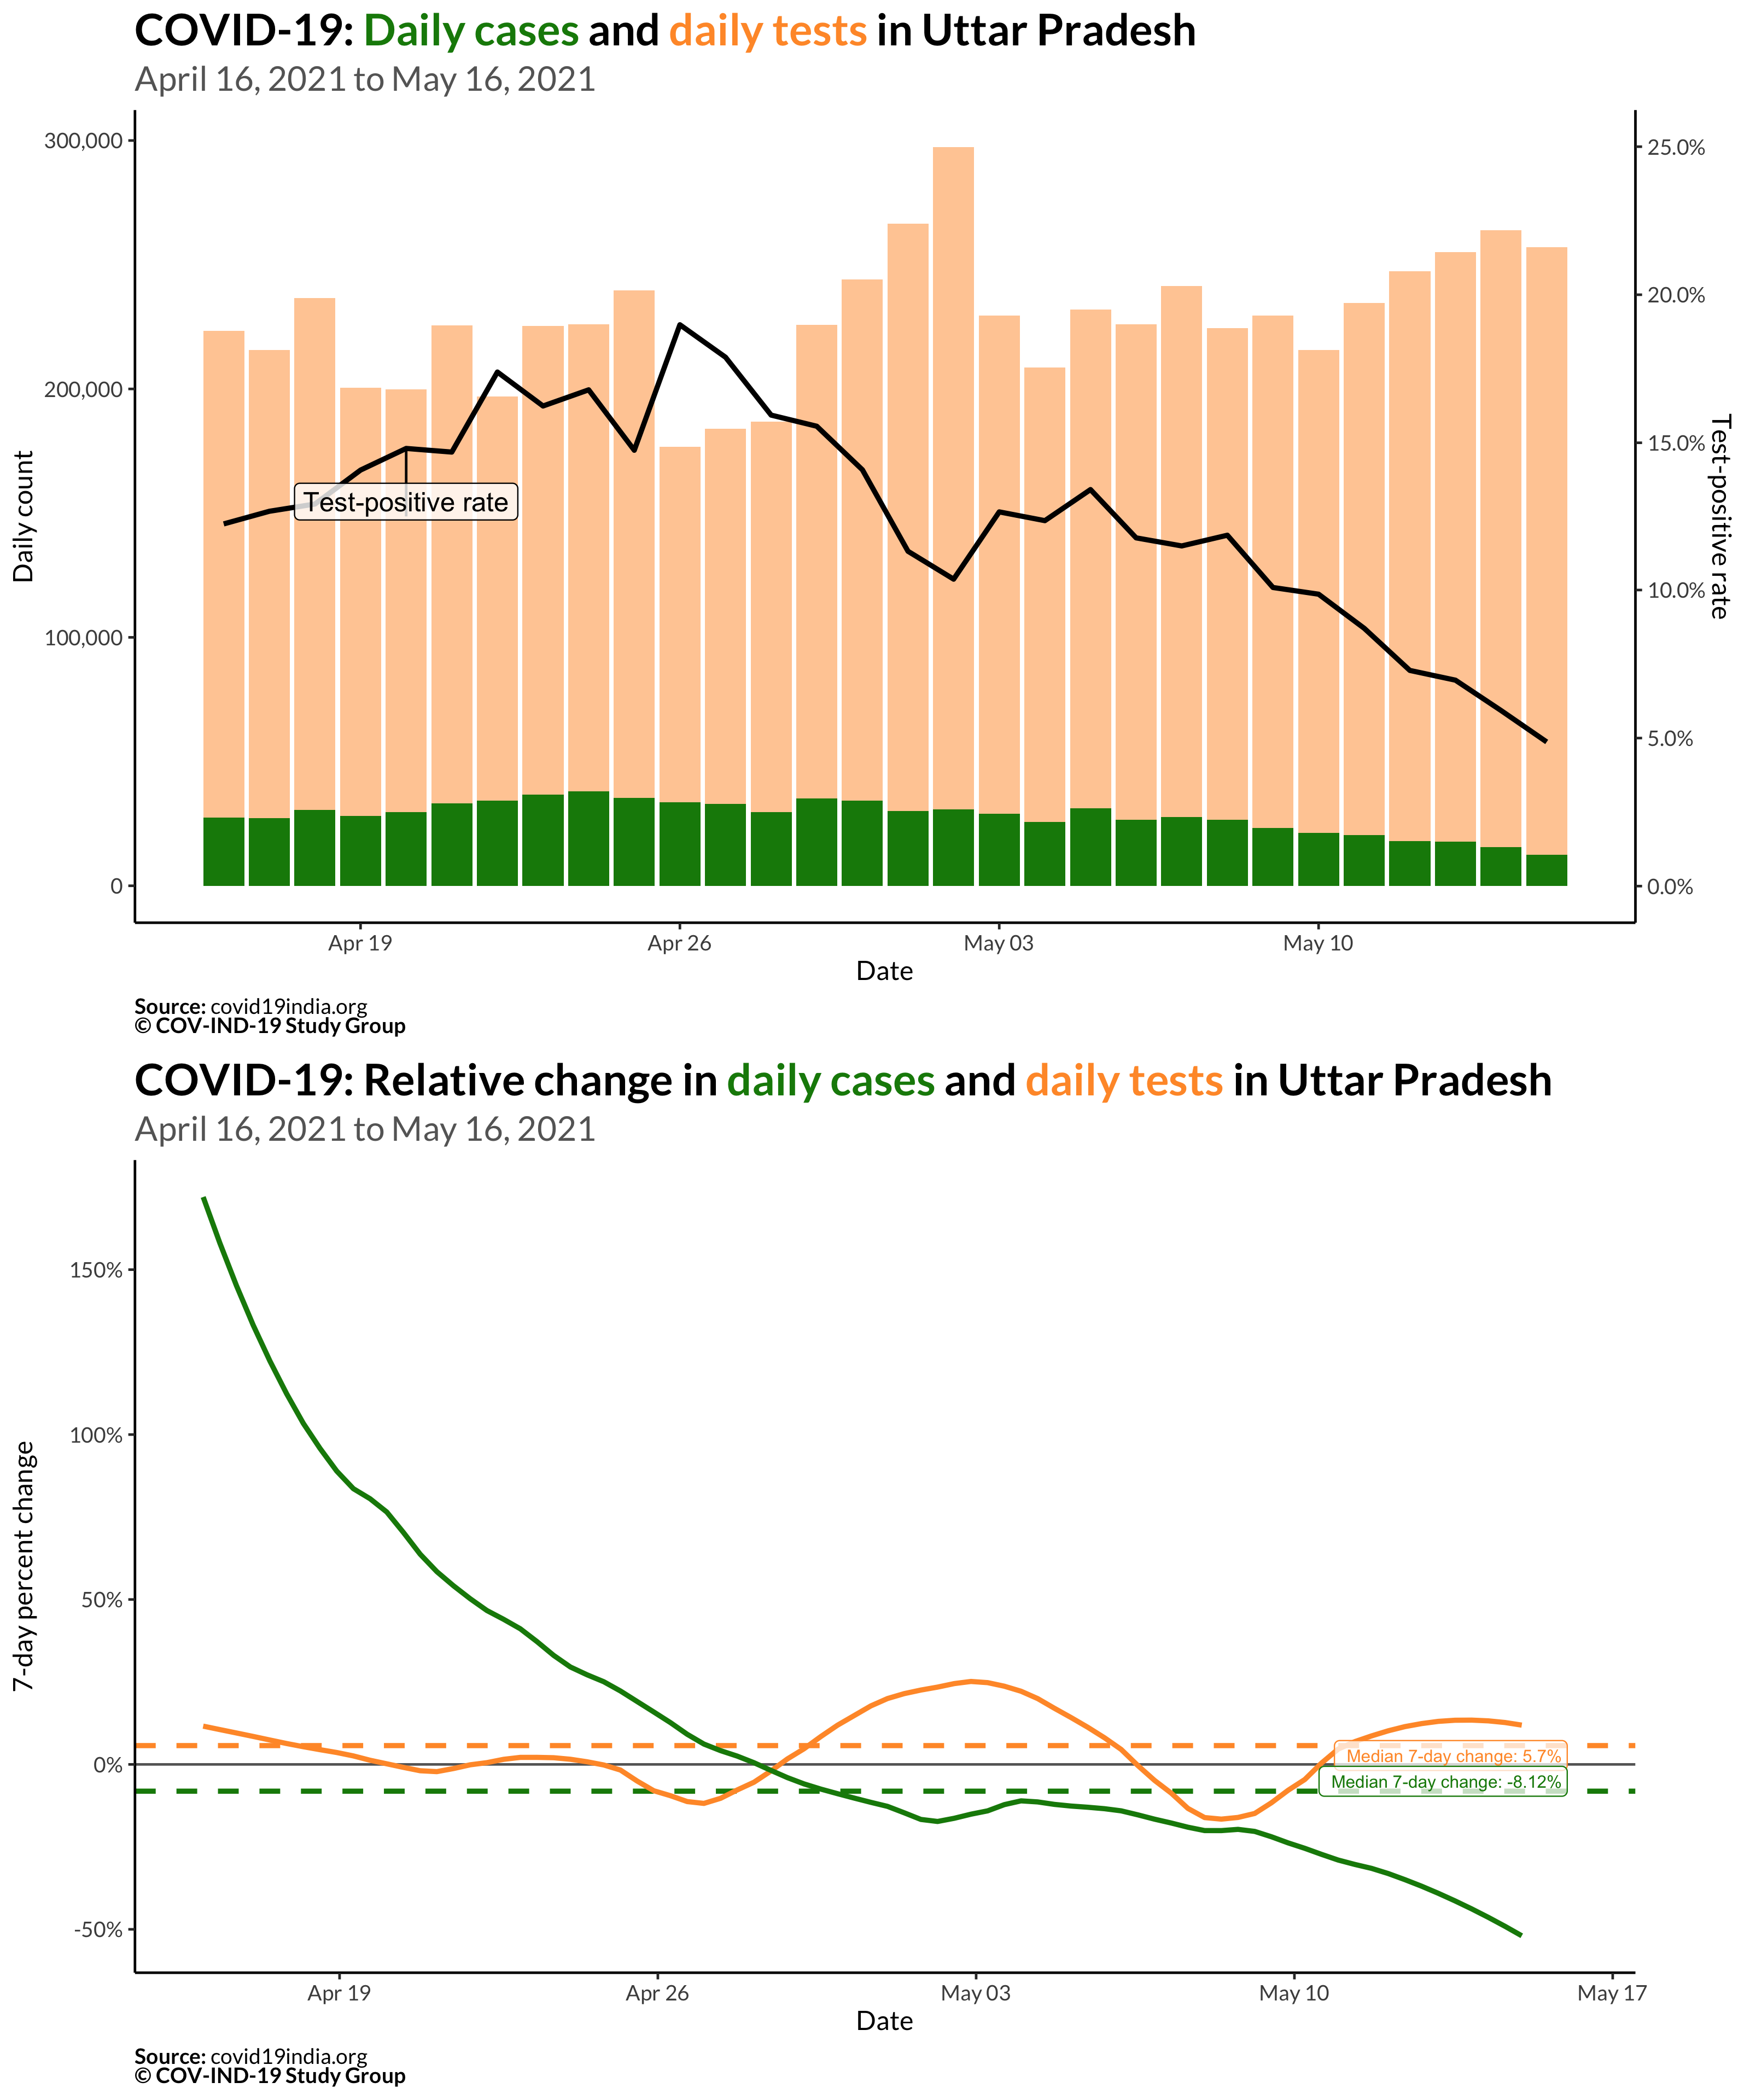 COVID-19: Daily cases and daily tests in Uttar Pradesh
April 16, 2021 to May 16, 2021
300,000
200,000
100,000
0
Daily count
25.0%
20.0%
15.0%
10.0%
5.0%
0.0%
Test-positive rate
Test-positive rate
Apr 19
Apr 26
May 03
May 10
Date
Source: covid19india.org
© COV-IND-19 Study Group
COVID-19: Relative change in daily cases and daily tests in Uttar Pradesh
April 16, 2021 to May 16, 2021
150%
100%
50%
0%
-50%
7-day percent change
Median 7-day change: 5.7%
Median 7-day change: -8.12%
Apr 19
Apr 26
May 03
May 10
May 17
Date
Source: covid19india.org
© COV-IND-19 Study Group